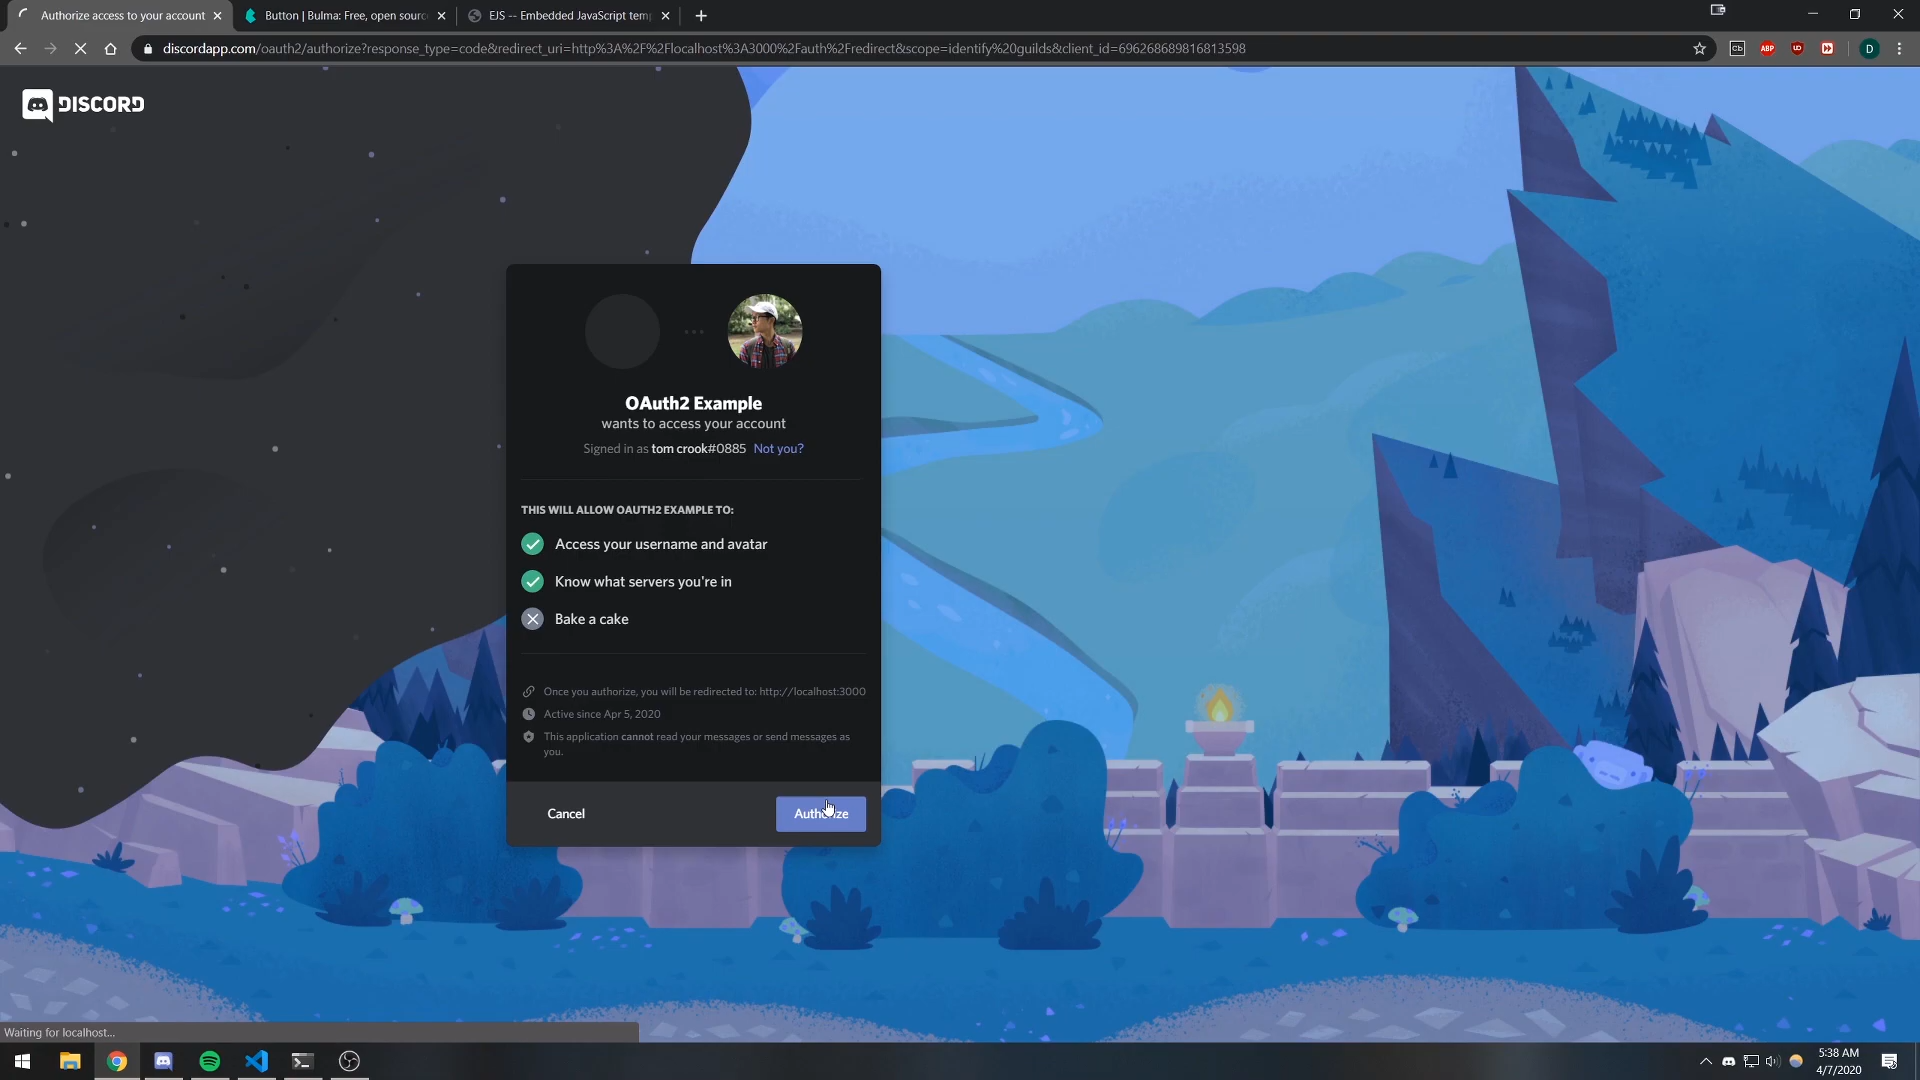 Authorize access to your account
Button | Bulma: Free, open sourc
EJS -- Embedded JavaScript tem
discordapp.com/oauth2/authorize?response_type=code&redirect_uri=http%3A%2F%2Flocalhost%3A3000%2Fauth%2Fredirect&scope=identify%20guilds&client_id=696268689816813598
Cb
ABP
D
DISCORD
OAuth2 Example
wants to access your account
Signed in as tom crook#0885 Not you?
THIS WILL ALLOW OAUTH2 EXAMPLE TO:
Access your username and avatar
Know what servers you're in
Bake a cake
Once you authorize, you will be redirected to: http://localhost:3000
Active since Apr 5, 2020
This application cannot read your messages or send messages as
you.
Cancel
Authorize
Waiting for localhost...
5:38 AM
4/7/2020